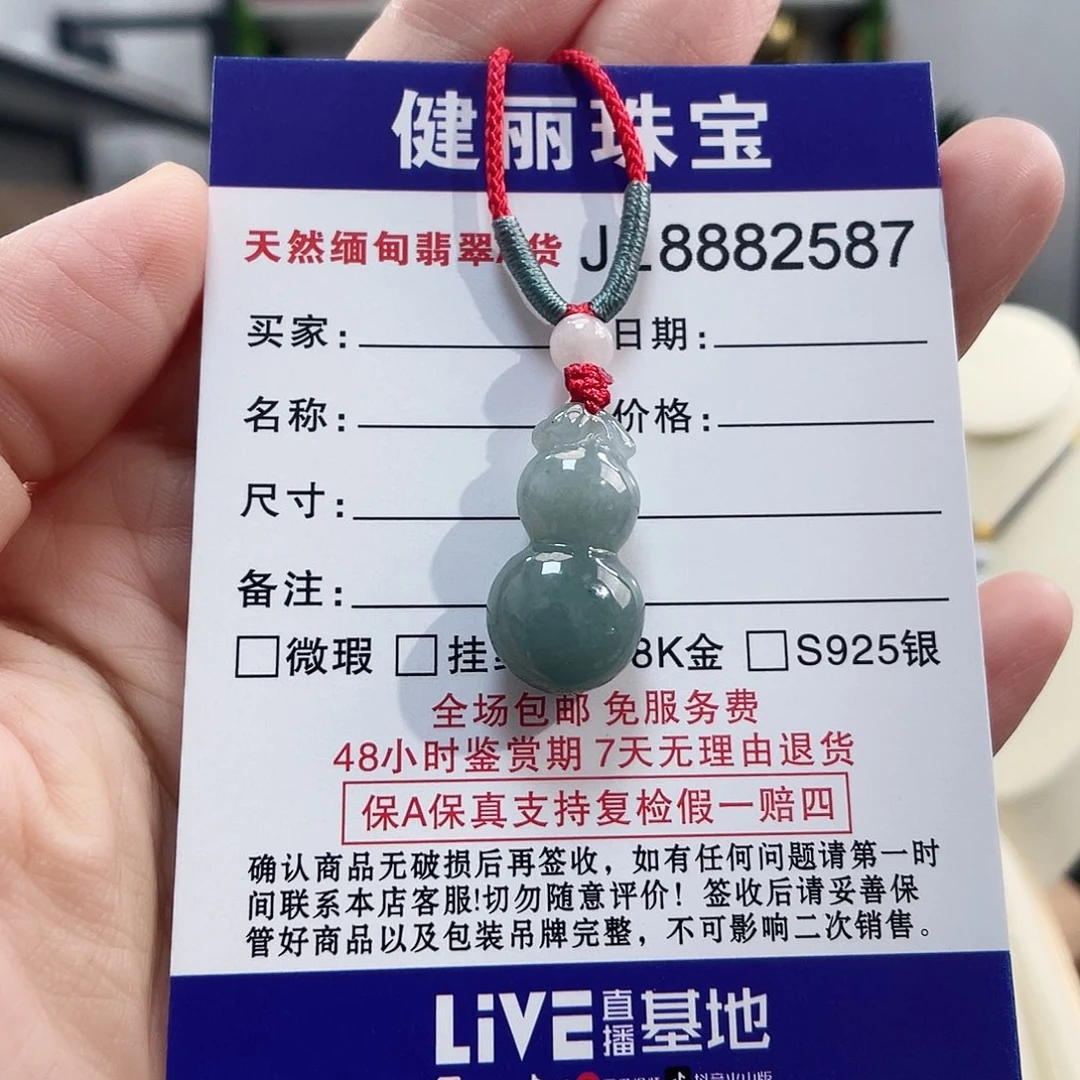 健丽珠宝
天然缅甸翡翠A货 J 18882587
买家: 日期:
名称: 价格:
尺寸:
备注:
微瑕 挂 8K金 S925银
全场包邮 免服务费
48小时鉴赏期 7天无理由退货
保A保真支持复检假一赔四
确认商品无破损后再签收，如有任何问题请第一时
间联系本店客服!切勿随意评价！签收后请妥善保
管好商品以及包装吊牌完整，不可影响二次销售。
LiVE直播基地